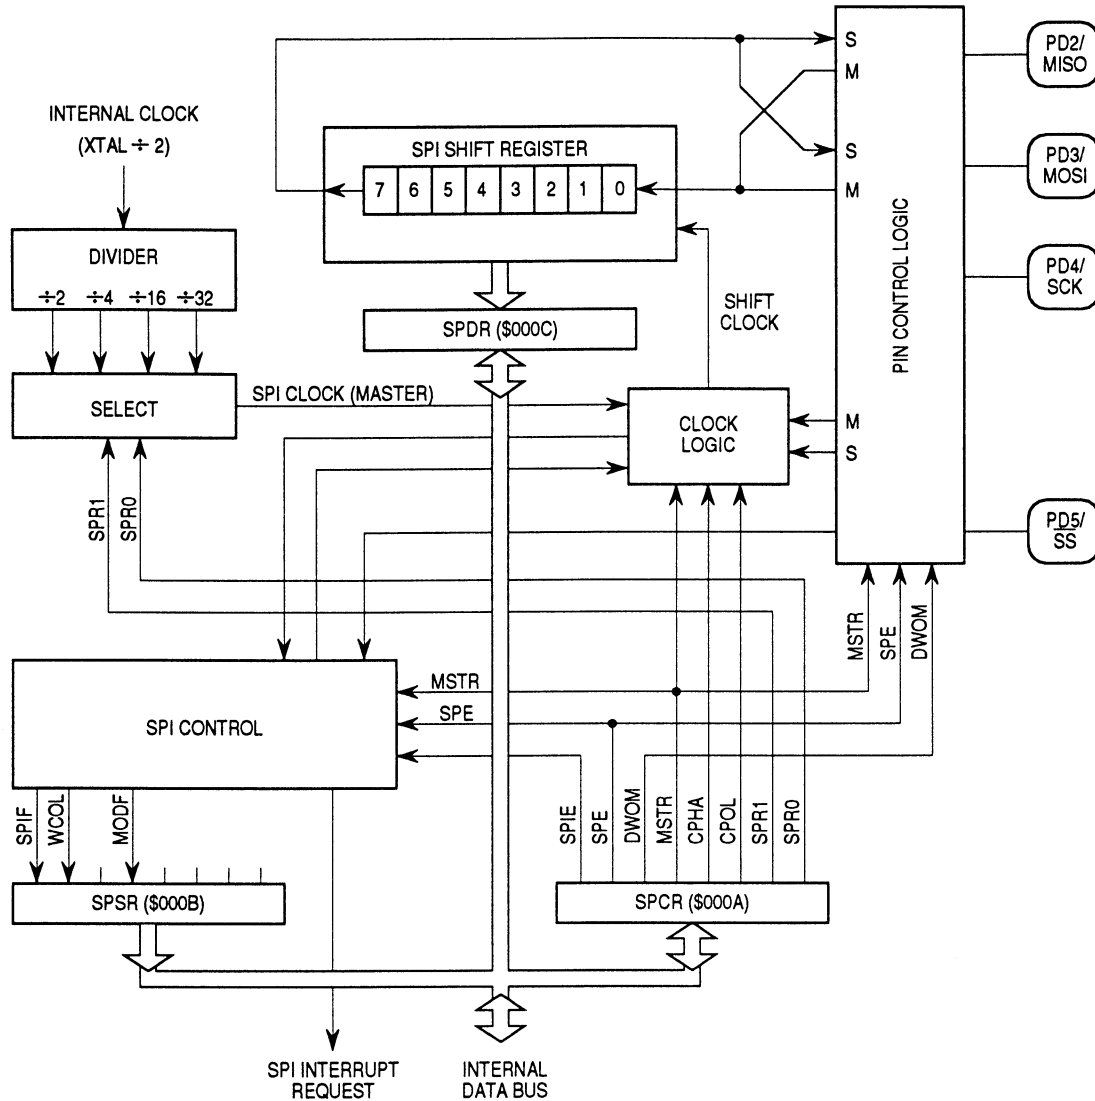 S
PD2/
MISO
M
INTERNAL CLOCK
(XTAL ÷ 2)
SPI SHIFT REGISTER
S
PD3/
MOSI
7 6 5 4 3 2 1 0
M
DIVIDER
÷2 ÷4 ÷16 ÷32
PIN CONTROL LOGIC
PD4/
SCK
SHIFT
CLOCK
SPDR ($000C)
SELECT
SPI CLOCK (MASTER)
CLOCK
LOGIC
M
S
SPR1
SPR0
PD5/
SS
MSTR
SPE
DWOM
MSTR
SPE
SPI CONTROL
SPIF
WCOL
MODF
SPIE
SPE
DWOM
MSTR
CPHA
CPOL
SPR1
SPR0
SPSR ($000B)
SPCR ($000A)
SPI INTERRUPT
REQUEST
INTERNAL
DATA BUS